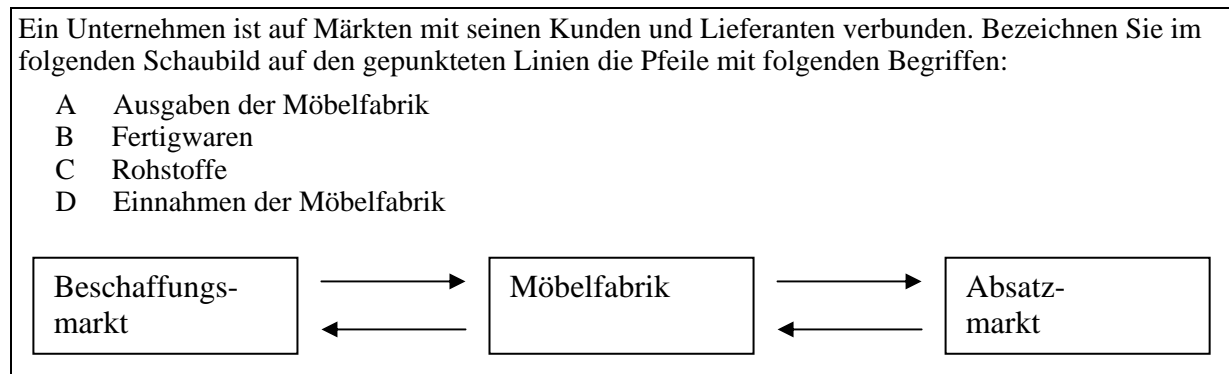 Ein Unternehmen ist auf Märkten mit seinen Kunden und Lieferanten verbunden. Bezeichnen Sie im
folgenden Schaubild auf den gepunkteten Linien die Pfeile mit folgenden Begriffen:
A Ausgaben der Möbelfabrik
B Fertigwaren
C Rohstoffe
D Einnahmen der Möbelfabrik
Beschaffungs-
markt
Möbelfabrik
Absatz-
markt